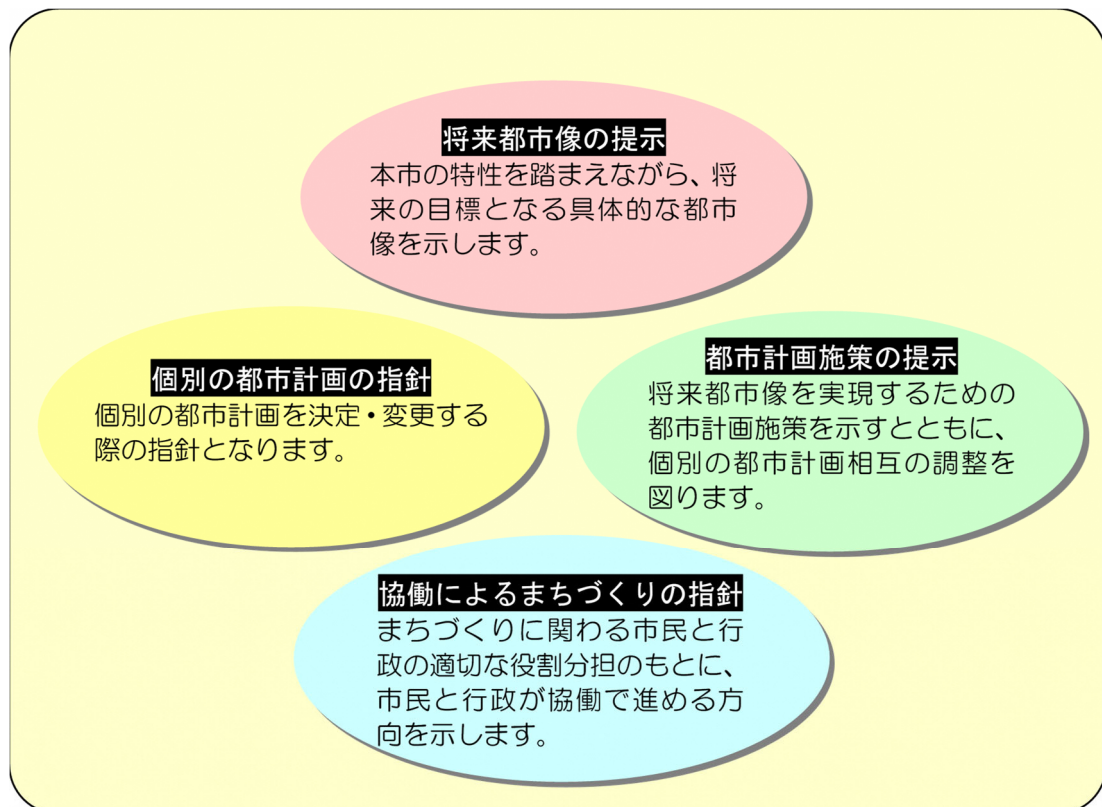 将来都市像の提示
本市の特性を踏まえながら、将
来の目標となる具体的な都市
像を示します。
個別の都市計画の指針
個別の都市計画を決定・変更する
際の指針となります。
都市計画施策の提示
将来都市像を実現するための
都市計画施策を示すとともに、
個別の都市計画相互の調整を
図ります。
協働によるまちづくりの指針
まちづくりに関わる市民と行
政の適切な役割分担のもとに、
市民と行政が協働で進める方
向を示します。